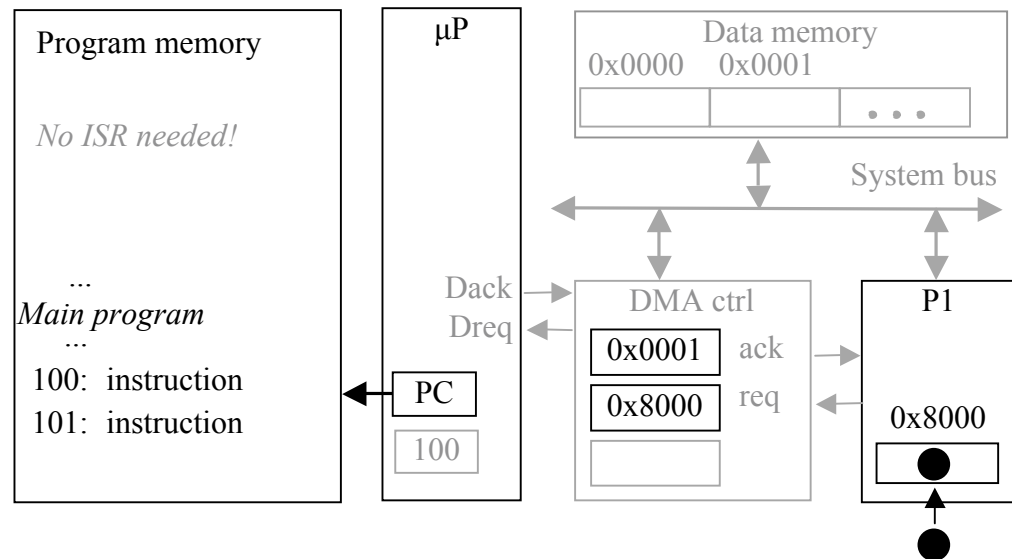 Program memory
No ISR needed!
...
Main program
...
100: instruction
101: instruction
μP
Dack
Dreq
PC
100
Data memory
0x0000 0x0001
...
System bus
DMA ctrl
0x0001
ack
0x8000
req
P1
0x8000